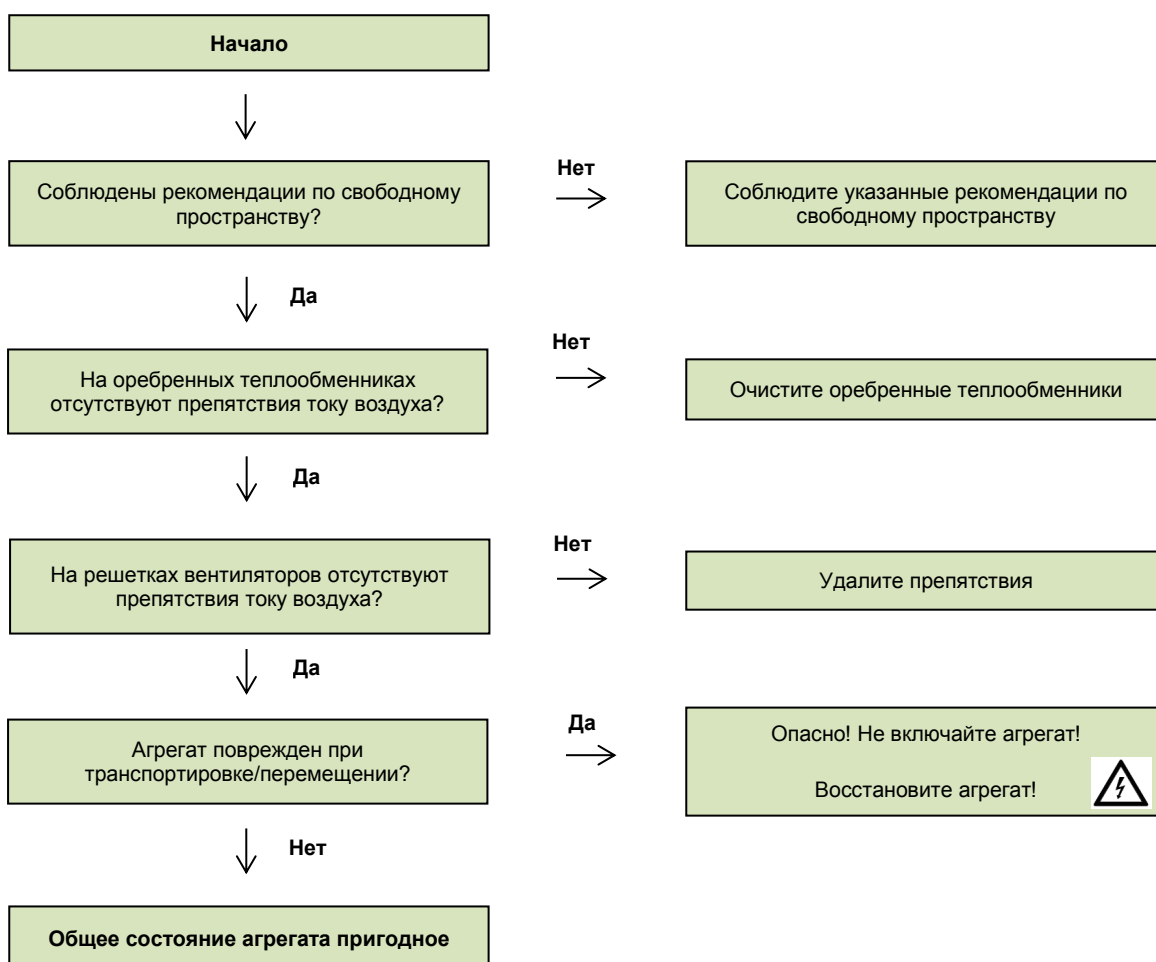 Начало
Соблюдены рекомендации по свободному
пространству?
Нет
Соблюдите указанные рекомендации по
свободному пространству
Да
На оребренных теплообменниках
отсутствуют препятствия току воздуха?
Нет
Очистите оребренные теплообменники
Да
На решетках вентиляторов отсутствуют
препятствия току воздуха?
Нет
Удалите препятствия
Да
Агрегат поврежден при
транспортировке/перемещении?
Да
Опасно! Не включайте агрегат!
Восстановите агрегат!
Нет
Общее состояние агрегата пригодное